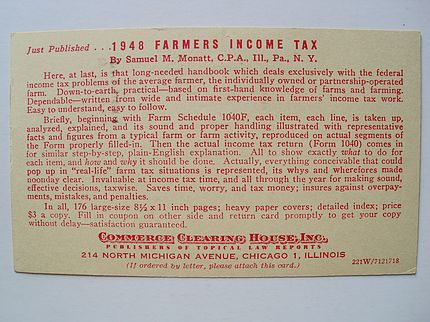 Just Published . . . 1948 FARMERS INCOME TAX
By Samuel M. Monatt, C.P.A., Ill., Pa., N. Y.
Here, at last, is that long-needed handbook which deals exclusively with the federal
income tax problems of the average farmer, the individually owned or partnership-operated
farm. Down-to-earth, practical—based on first-hand knowledge of farms and farming.
Dependable—written from wide and intimate experience in farmers' income tax work.
Easy to understand, easy to follow.
Briefly, beginning with Farm Schedule 1040F, each item, each line, is taken up,
analyzed, explained, and its sound and proper handling illustrated with representative
facts and figures from a typical farm or farm activity, reproduced on actual segments of
the Form properly filled-in. Then the actual income tax return (Form 1040) comes in
for similar step-by-step, plain-English explanation. All to show exactly what to do for
each item, and how and why it should be done. Actually, everything conceivable that could
pop up in "real-life" farm tax situations is represented, its whys and wherefores made
noonday clear. Invaluable at income tax time, and all through the year for making sound,
effective decisions, taxwise. Saves time, worry, and tax money; insures against overpay-
ments, mistakes, and penalties.
In all, 176 large-size 8½ x 11 inch pages; heavy paper covers; detailed index; price
$3 a copy. Fill in coupon on other side and return card promptly to get your copy
without delay—satisfaction guaranteed.
COMMERCE CLEARING HOUSE, INC.
PUBLISHERS OF TOPICAL LAW REPORTS
214 NORTH MICHIGAN AVENUE, CHICAGO 1, ILLINOIS
(If ordered by letter, please attach this card.)
221W/7121718